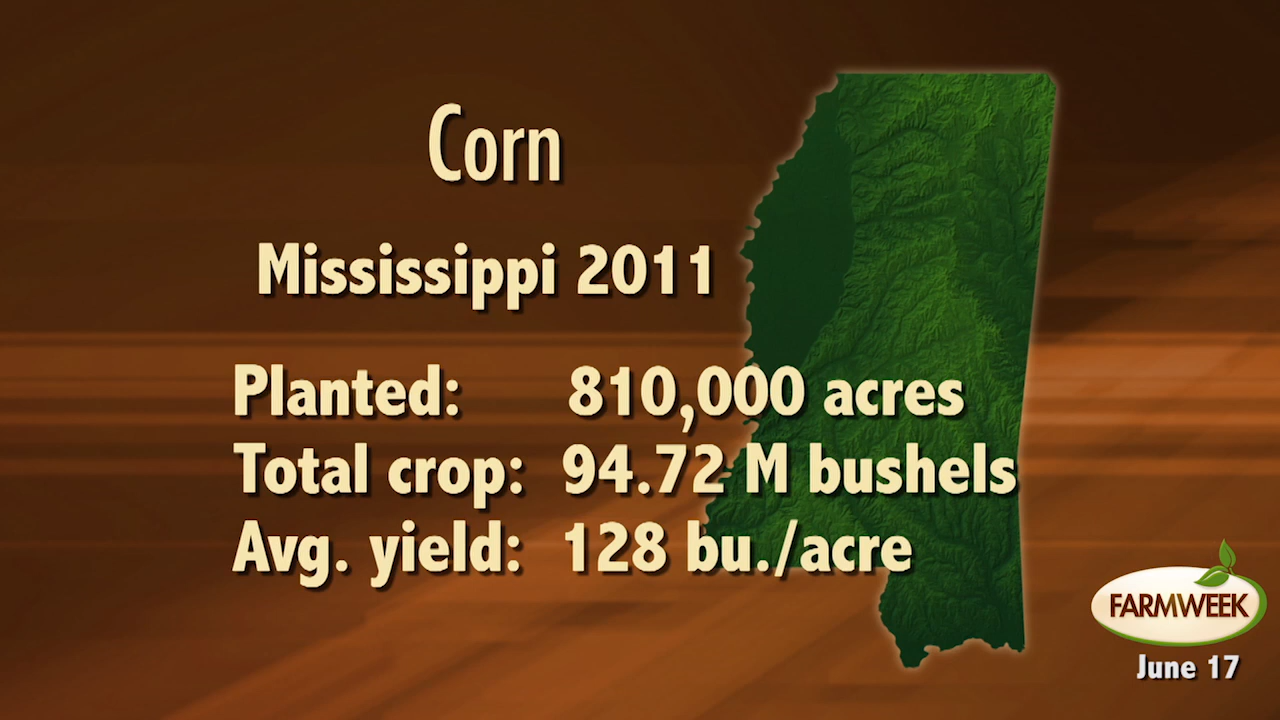 Corn
Mississippi 2011
Planted: 810,000 acres
Total crop: 94.72 M bushels
Avg. yield: 128 bu./acre
FARMWEEK
June 17